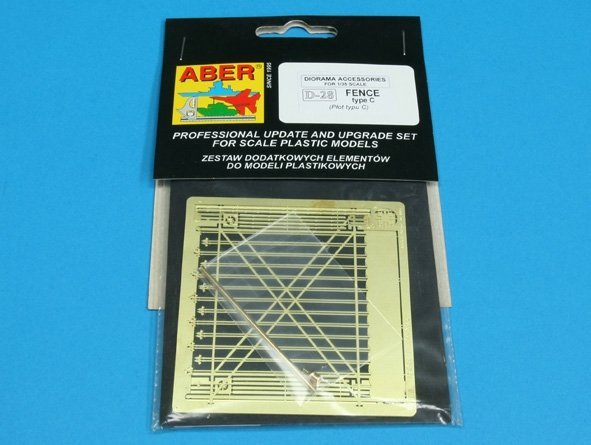 ABER®
SINCE 1995
DIORAMA ACCESSORIES
FOR 1/35 SCALE
D-28 FENCE
type C
(Płot typu C)
PROFESSIONAL UPDATE AND UPGRADE SET
FOR SCALE PLASTIC MODELS
ZESTAW DODATKOWYCH ELEMENTÓW
DO MODELI PLASTIKOWYCH